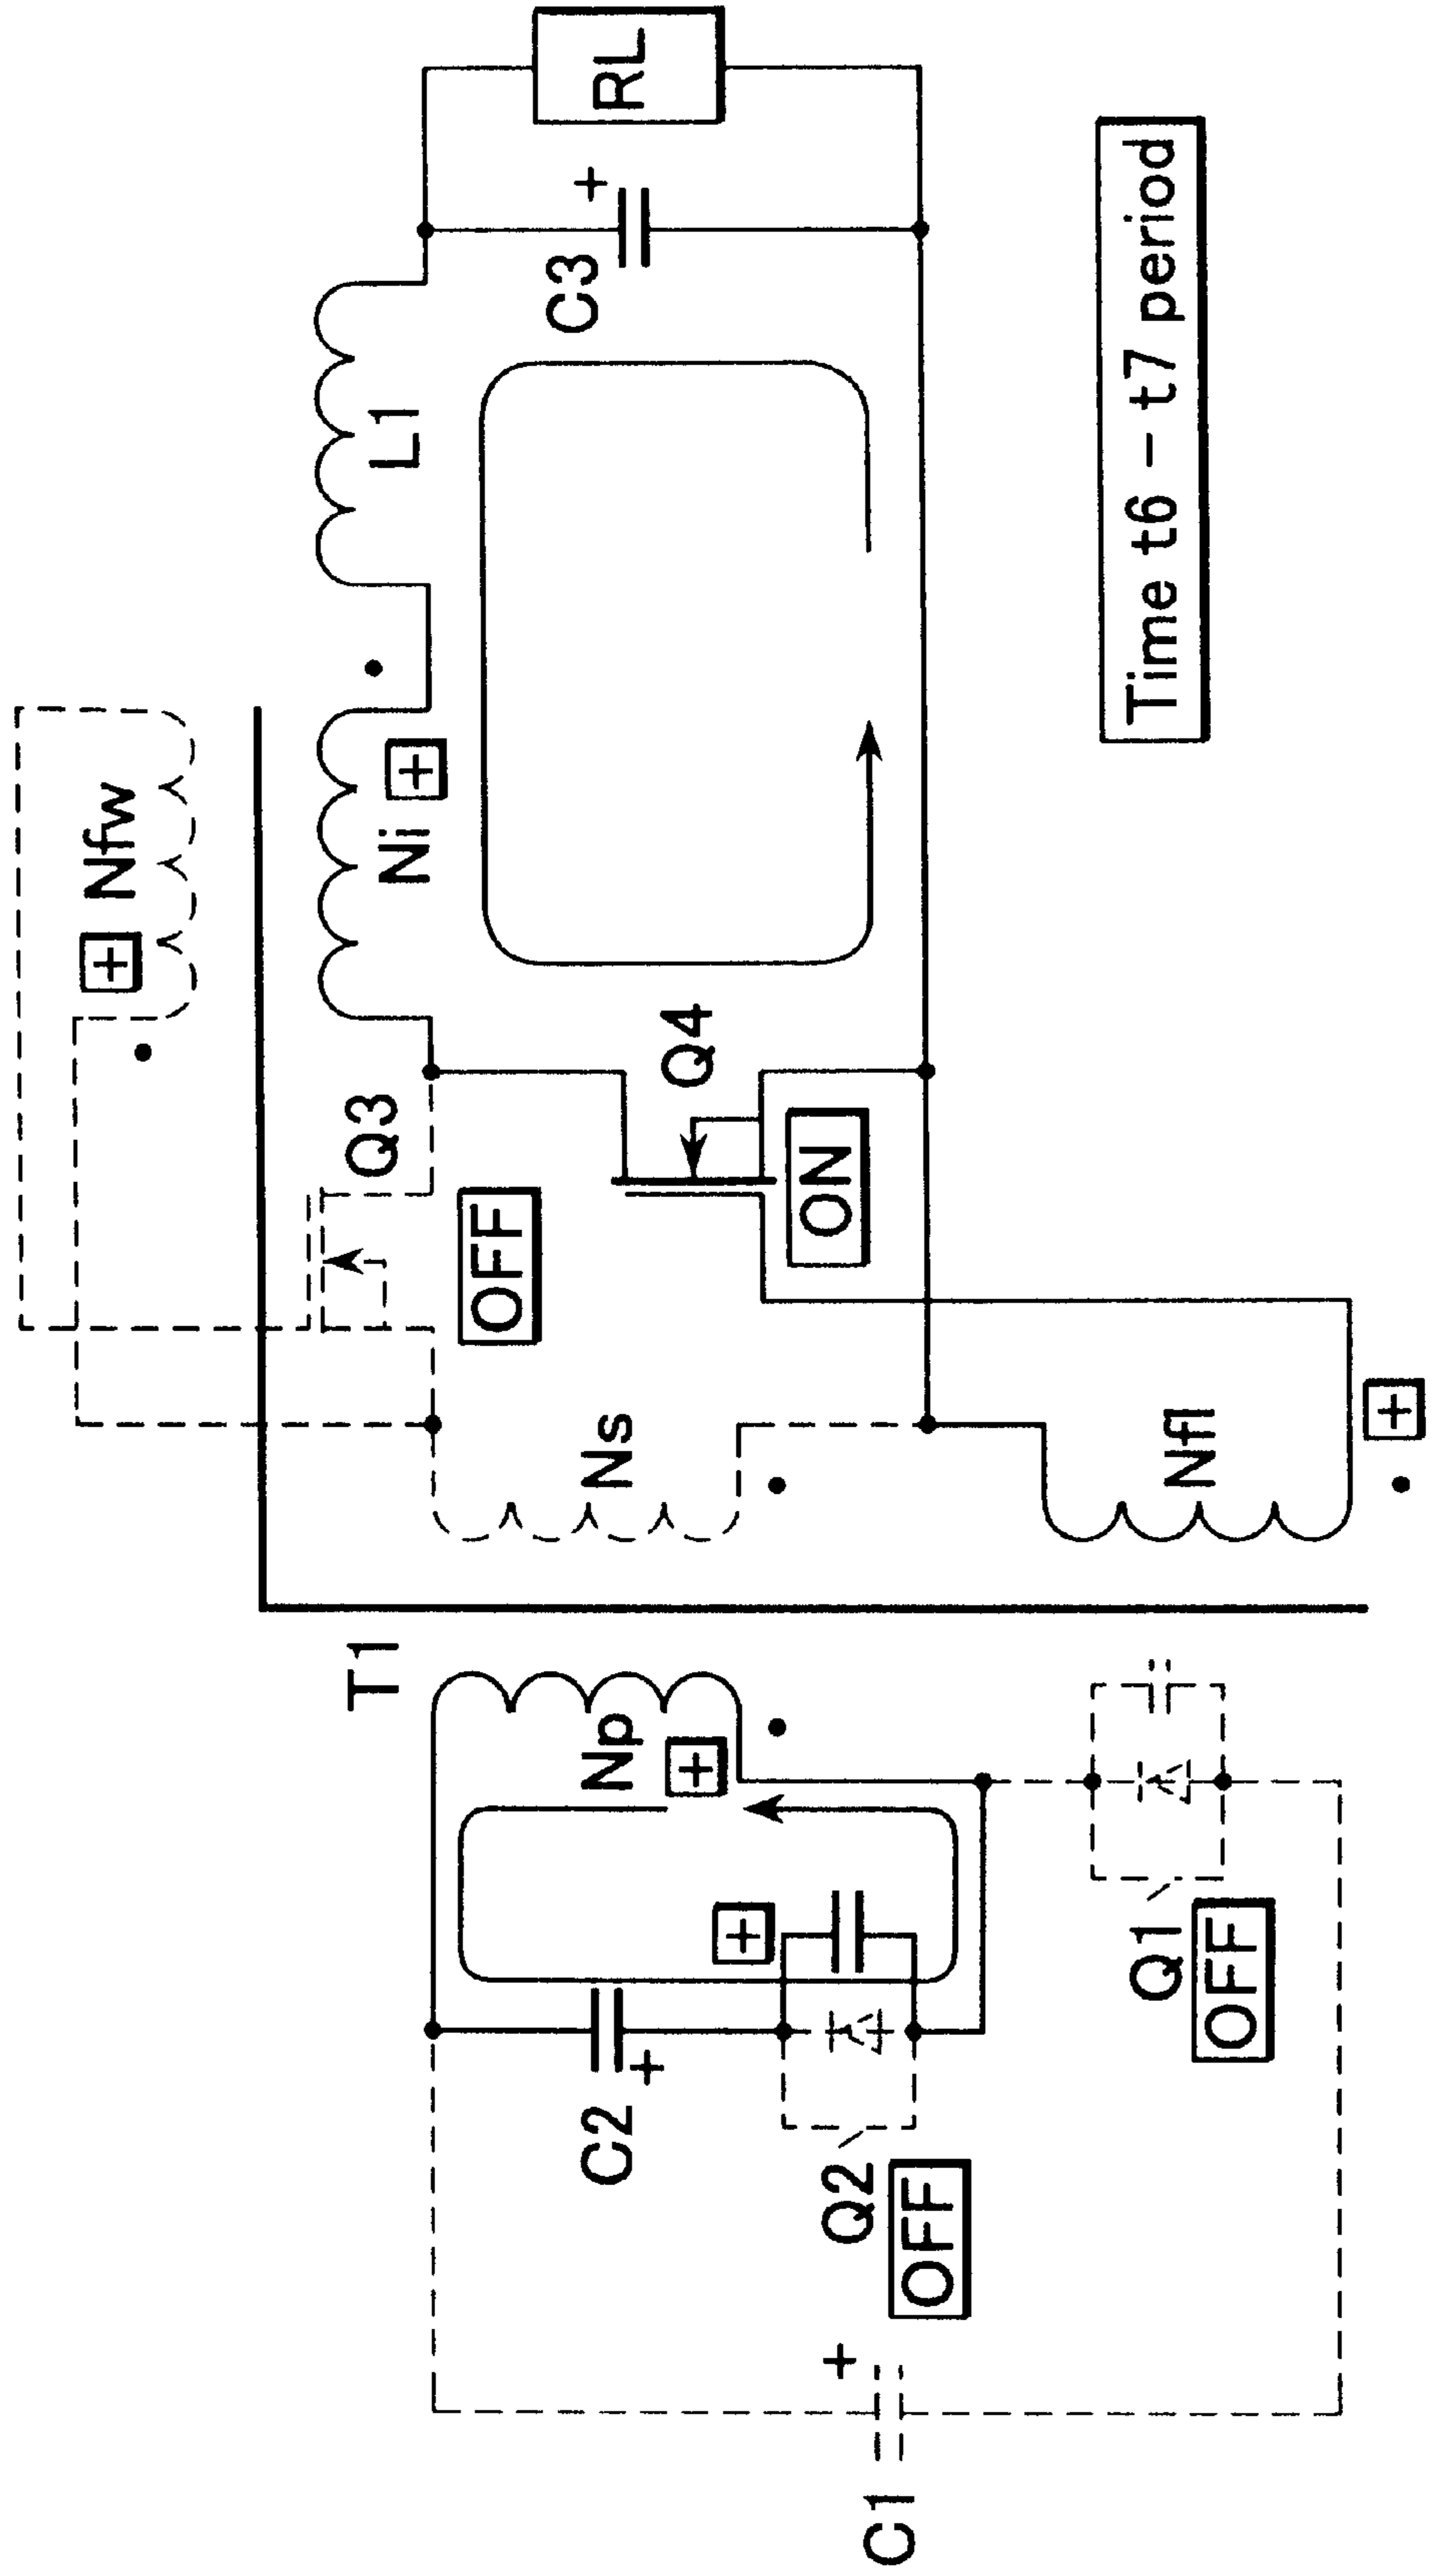 Nfw
+
Ni
+
L1
RL
+
C3
Q3
OFF
Q4
ON
T1
Np
+
Ns
Nfl
+
C2
+
+
Q2
OFF
Q1
OFF
C1
+
Time t6 – t7 period